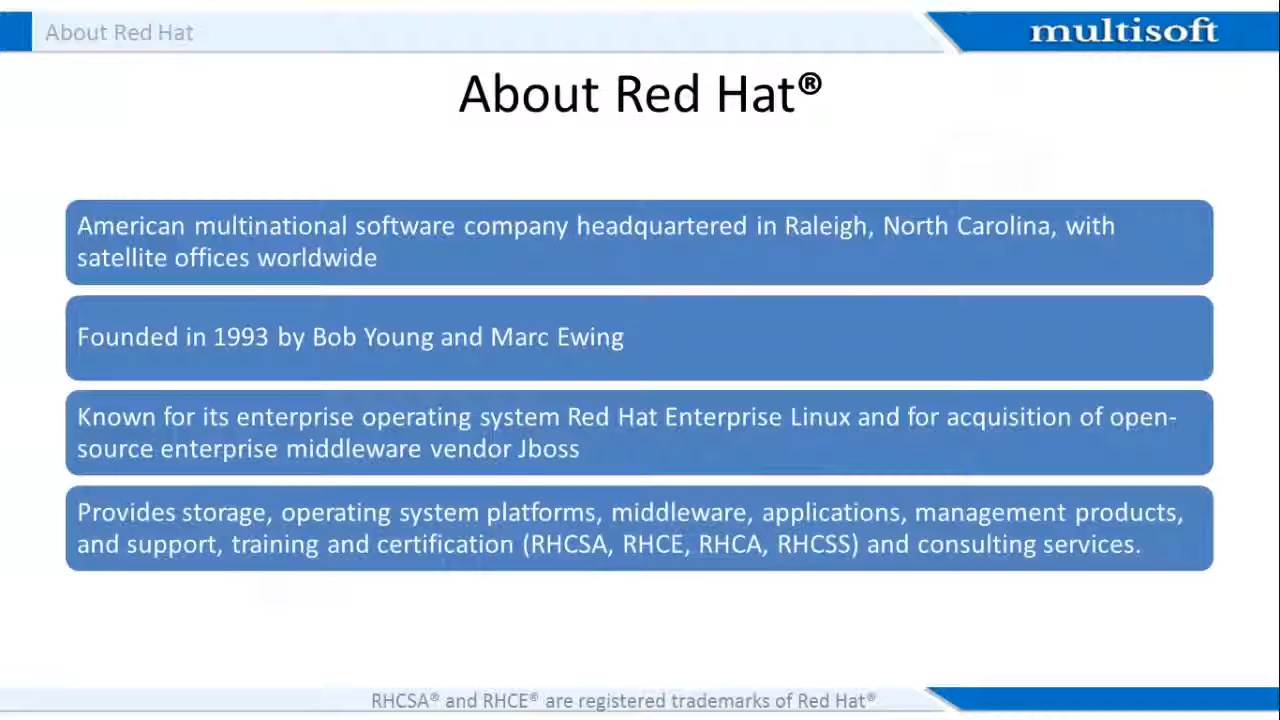 About Red Hat
multisoft
About Red Hat®
American multinational software company headquartered in Raleigh, North Carolina, with
satellite offices worldwide
Founded in 1993 by Bob Young and Marc Ewing
Known for its enterprise operating system Red Hat Enterprise Linux and for acquisition of open-
source enterprise middleware vendor Jboss
Provides storage, operating system platforms, middleware, applications, management products,
and support, training and certification (RHCSA, RHCE, RHCA, RHCSS) and consulting services.
RHCSA® and RHCE® are registered trademarks of Red Hat®